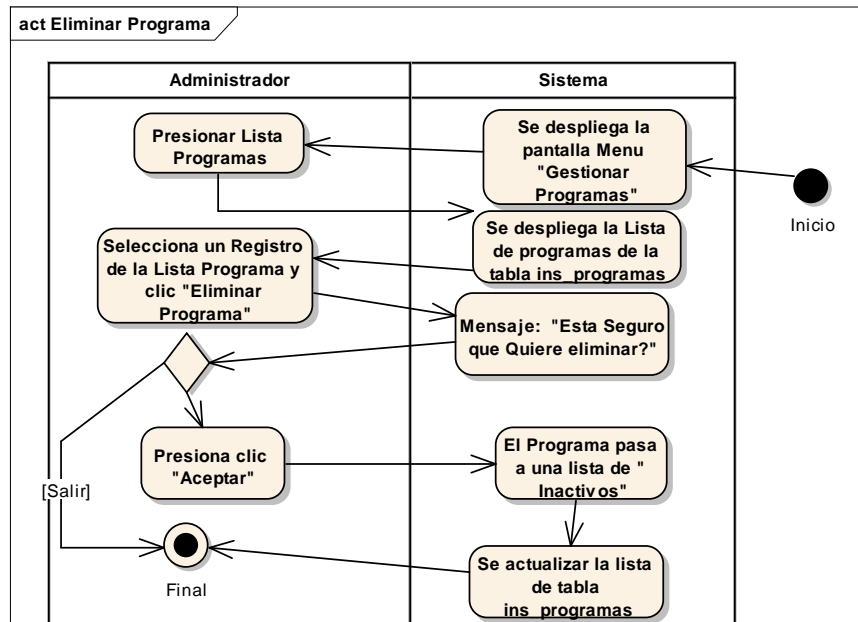 act Eliminar Programa
Administrador
Sistema
Presionar Lista
Programas
Se despliega la
pantalla Menu
"Gestionar
Programas"
Inicio
Se despliega la Lista
de programas de la
tabla ins_programas
Selecciona un Registro
de la Lista Programa y
clic "Eliminar
Programa"
Mensaje: "Esta Seguro
que Quiere eliminar?"
Presiona clic
"Aceptar"
El Programa pasa
a una lista de "
Inactivos"
[Salir]
Final
Se actualizar la lista
de tabla
ins_programas